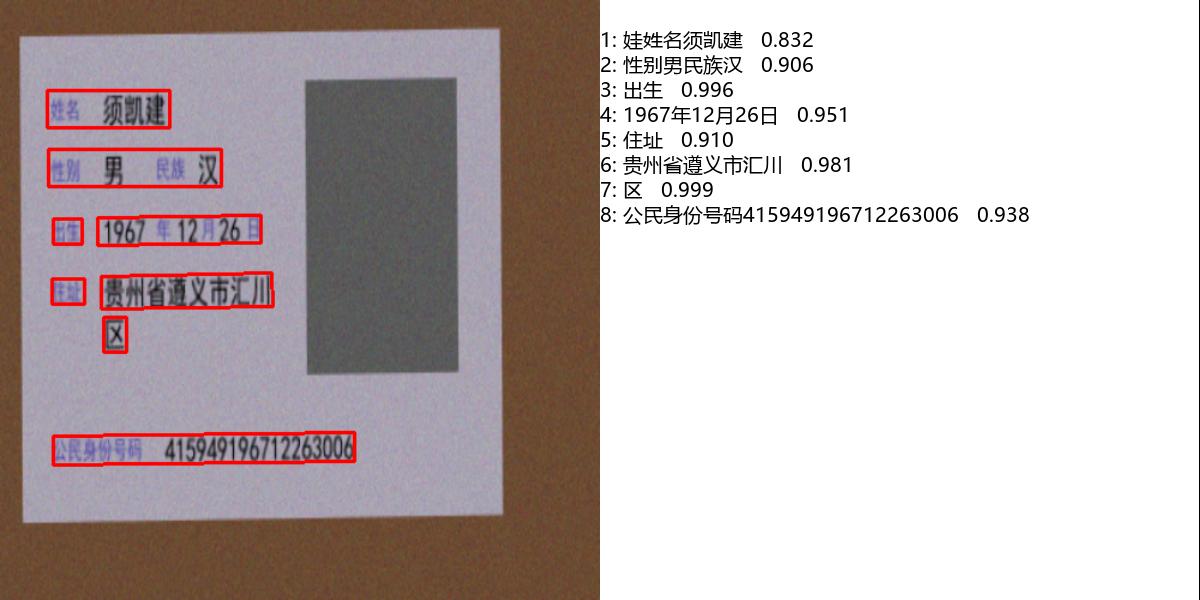 姓名 须凯建
性别 男 民族 汉
出生 1967 年 12 月 26 日
住址 贵州省遵义市汇川
区
公民身份号码 415949196712263006
1: 娃姓名须凯建 0.832
2: 性别男民族汉 0.906
3: 出生 0.996
4: 1967年12月26日 0.951
5: 住址 0.910
6: 贵州省遵义市汇川 0.981
7: 区 0.999
8: 公民身份号码415949196712263006 0.938